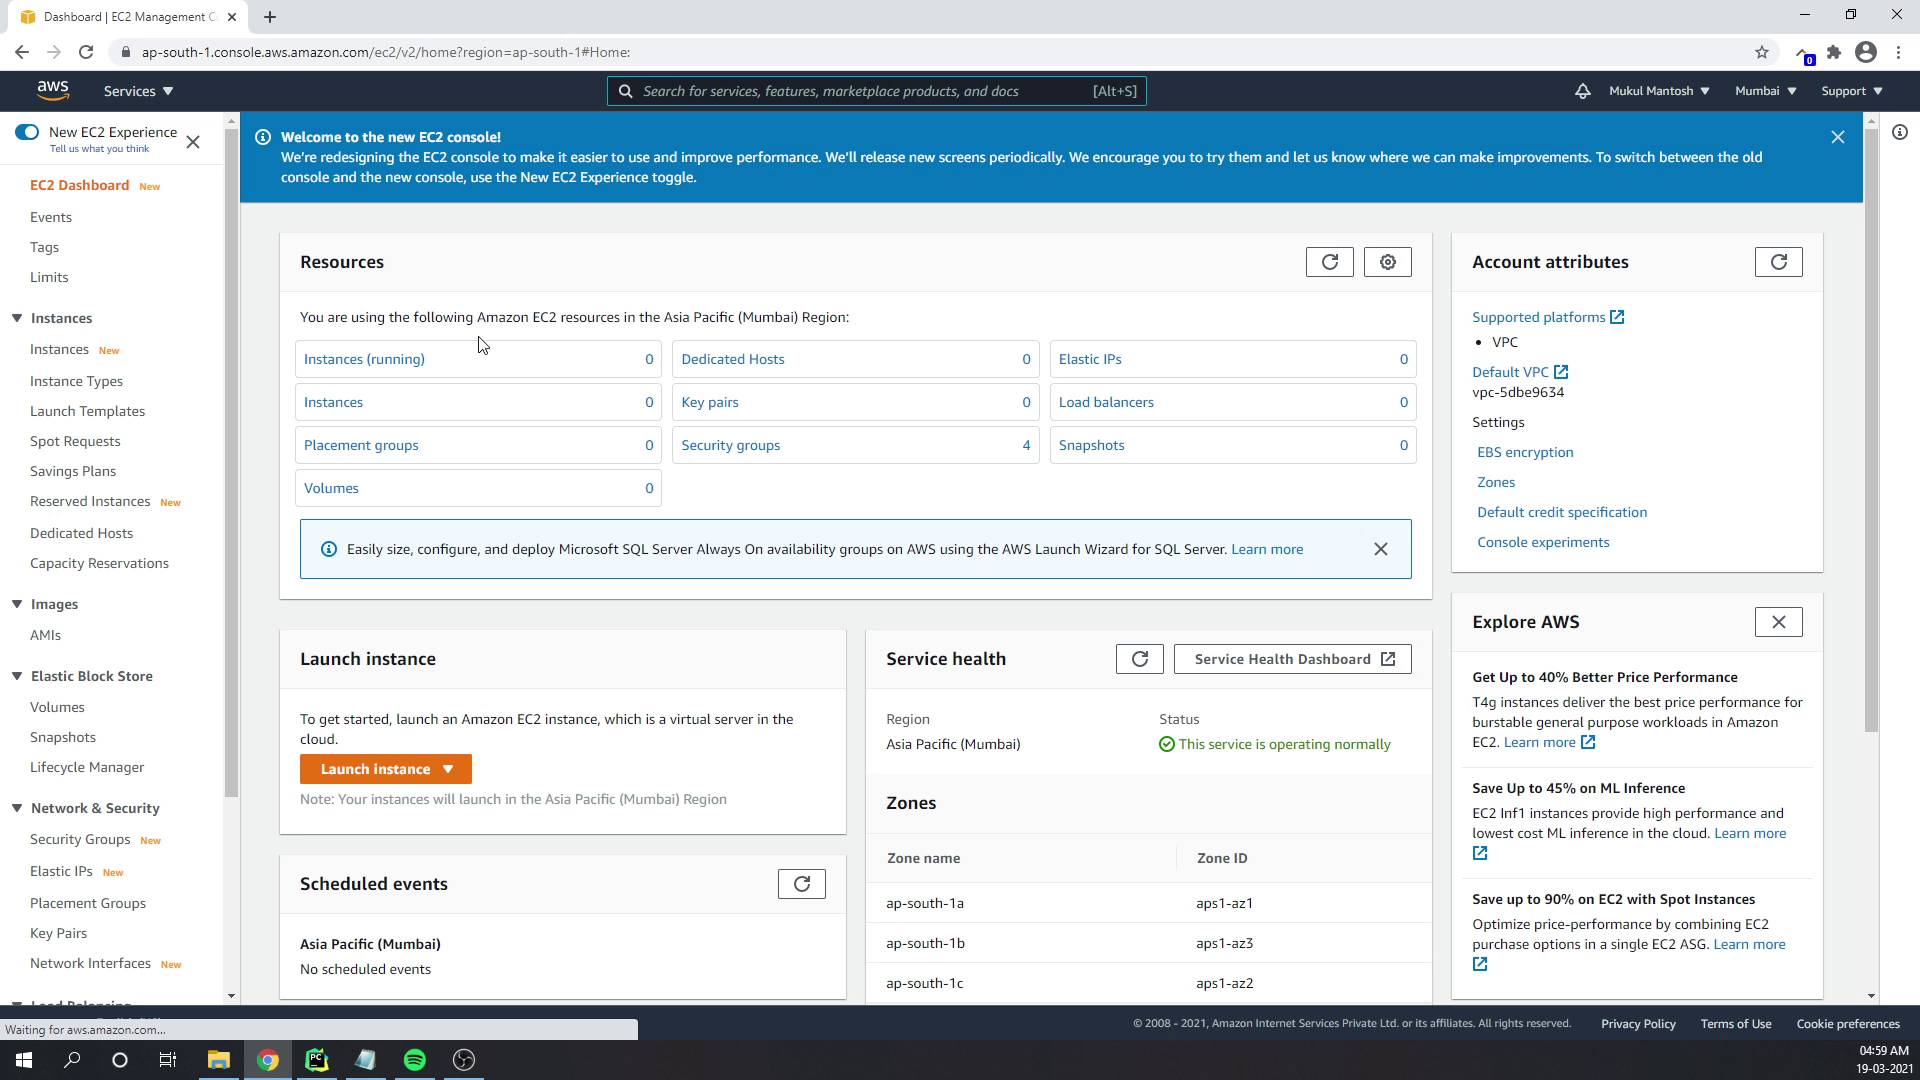 Dashboard | EC2 Management C
ap-south-1.console.aws.amazon.com/ec2/v2/home?region=ap-south-1#Home:
0
aws
Services
Search for services, features, marketplace products, and docs
[Alt+S]
Mukul Mantosh
Mumbai
Support
New EC2 Experience
Tell us what you think
EC2 Dashboard New
Events
Tags
Limits
Instances
Instances New
Instance Types
Launch Templates
Spot Requests
Savings Plans
Reserved Instances New
Dedicated Hosts
Capacity Reservations
Images
AMIs
Elastic Block Store
Volumes
Snapshots
Lifecycle Manager
Network & Security
Security Groups New
Elastic IPs New
Placement Groups
Key Pairs
Network Interfaces New
Welcome to the new EC2 console!
We're redesigning the EC2 console to make it easier to use and improve performance. We'll release new screens periodically. We encourage you to try them and let us know where we can make improvements. To switch between the old
console and the new console, use the New EC2 Experience toggle.
Resources
You are using the following Amazon EC2 resources in the Asia Pacific (Mumbai) Region:
Instances (running) 0
Dedicated Hosts 0
Elastic IPs 0
Instances 0
Key pairs 0
Load balancers 0
Placement groups 0
Security groups 4
Snapshots 0
Volumes 0
Easily size, configure, and deploy Microsoft SQL Server Always On availability groups on AWS using the AWS Launch Wizard for SQL Server. Learn more
Launch instance
To get started, launch an Amazon EC2 instance, which is a virtual server in the
cloud.
Launch instance
Note: Your instances will launch in the Asia Pacific (Mumbai) Region
Scheduled events
Asia Pacific (Mumbai)
No scheduled events
Service health
Service Health Dashboard
Region
Status
Asia Pacific (Mumbai)
This service is operating normally
Zones
Zone name
Zone ID
ap-south-1a
aps1-az1
ap-south-1b
aps1-az3
ap-south-1c
aps1-az2
Account attributes
Supported platforms
• VPC
Default VPC
vpc-5dbe9634
Settings
EBS encryption
Zones
Default credit specification
Console experiments
Explore AWS
Get Up to 40% Better Price Performance
T4g instances deliver the best price performance for
burstable general purpose workloads in Amazon
EC2. Learn more
Save Up to 45% on ML Inference
EC2 Inf1 instances provide high performance and
lowest cost ML inference in the cloud. Learn more
Save up to 90% on EC2 with Spot Instances
Optimize price-performance by combining EC2
purchase options in a single EC2 ASG. Learn more
Waiting for aws.amazon.com...
© 2008 - 2021, Amazon Internet Services Private Ltd. or its affiliates. All rights reserved.
Privacy Policy
Terms of Use
Cookie preferences
PC
04:59 AM
19-03-2021